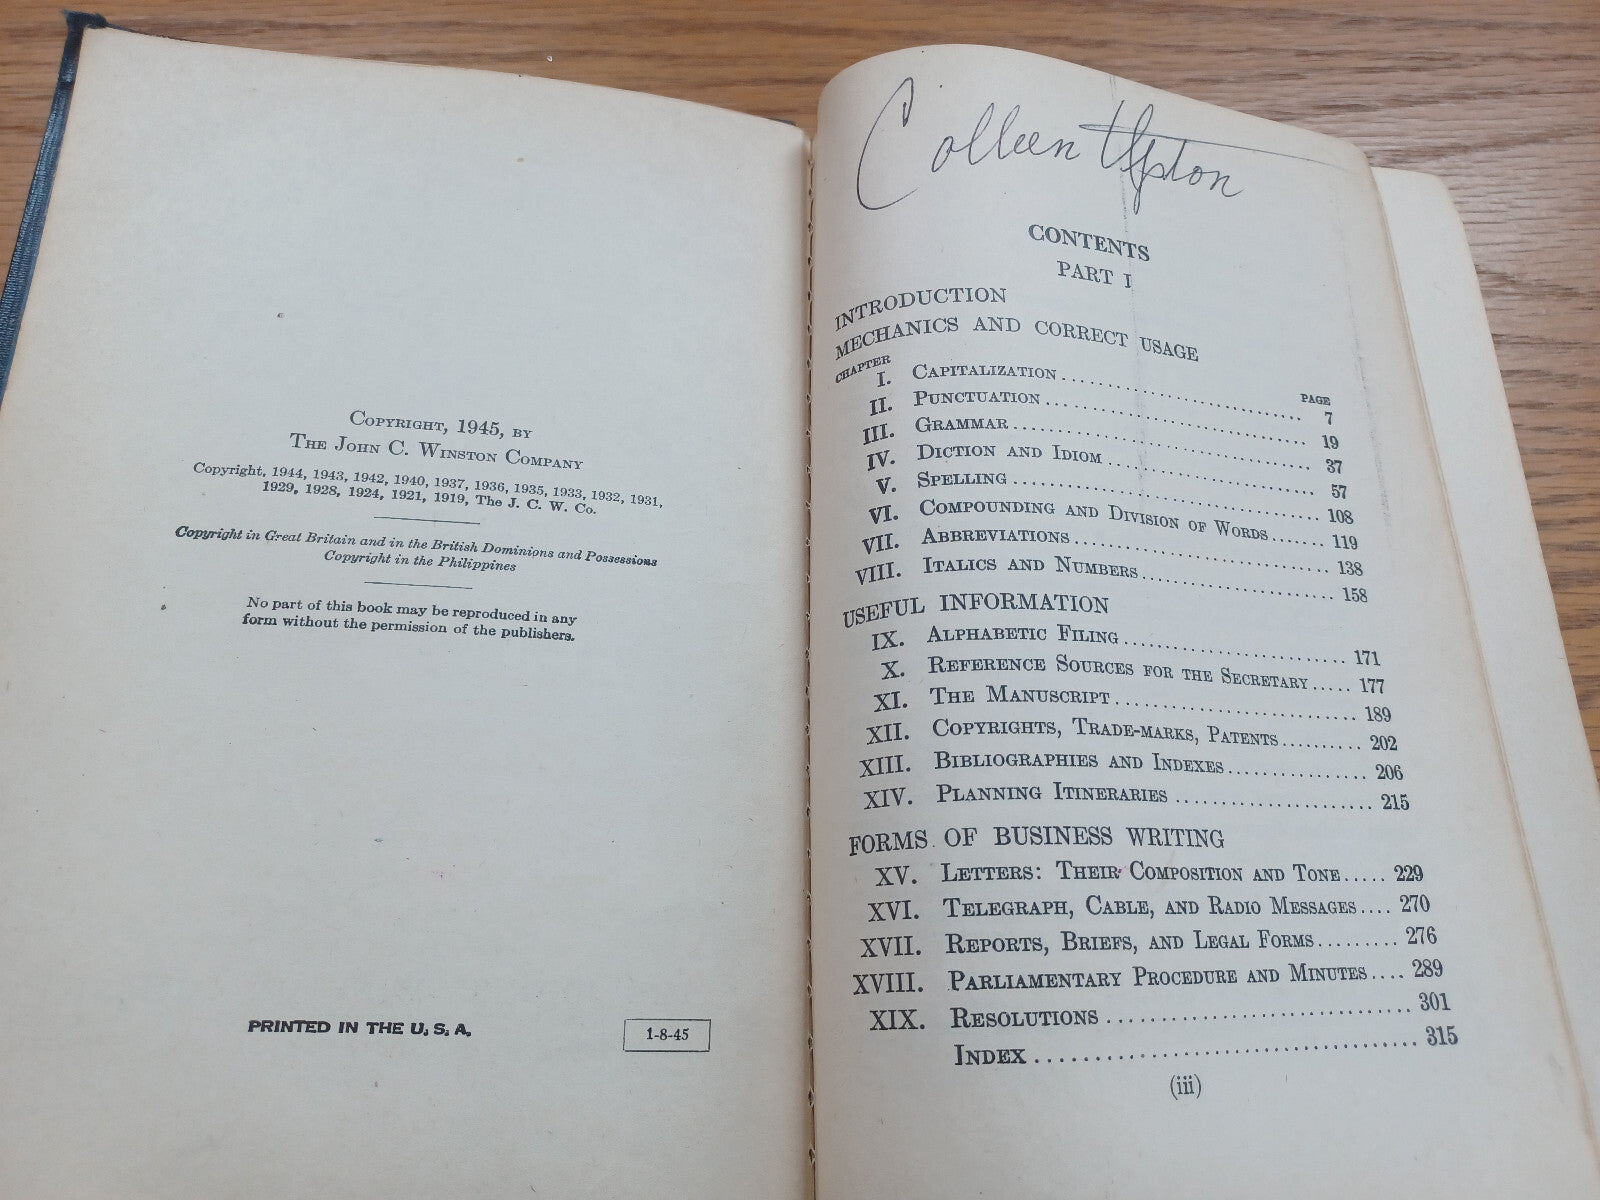 COPYRIGHT, 1945, BY
THE JOHN C. WINSTON COMPANY
Copyright, 1944, 1943, 1942, 1940, 1937, 1936, 1935, 1933, 1932, 1931,
1929, 1928, 1924, 1921, 1919, The J. C. W. Co.
Copyright in Great Britain and in the British Dominions and Possessions
Copyright in the Philippines
No part of this book may be reproduced in any
form without the permission of the publishers.
PRINTED IN THE U. S. A.
1-8-45
Colleen Upton
CONTENTS
PART I
INTRODUCTION
MECHANICS AND CORRECT USAGE
CHAPTER PAGE
I. CAPITALIZATION 7
II. PUNCTUATION 19
III. GRAMMAR 37
IV. DICTION AND IDIOM 57
V. SPELLING 108
VI. COMPOUNDING AND DIVISION OF WORDS 119
VII. ABBREVIATIONS 138
VIII. ITALICS AND NUMBERS 158
USEFUL INFORMATION
IX. ALPHABETIC FILING 171
X. REFERENCE SOURCES FOR THE SECRETARY 177
XI. THE MANUSCRIPT 189
XII. COPYRIGHTS, TRADE-MARKS, PATENTS 202
XIII. BIBLIOGRAPHIES AND INDEXES 206
XIV. PLANNING ITINERARIES 215
FORMS OF BUSINESS WRITING
XV. LETTERS: THEIR COMPOSITION AND TONE 229
XVI. TELEGRAPH, CABLE, AND RADIO MESSAGES 270
XVII. REPORTS, BRIEFS, AND LEGAL FORMS 276
XVIII. PARLIAMENTARY PROCEDURE AND MINUTES 289
XIX. RESOLUTIONS 301
INDEX 315
(iii)